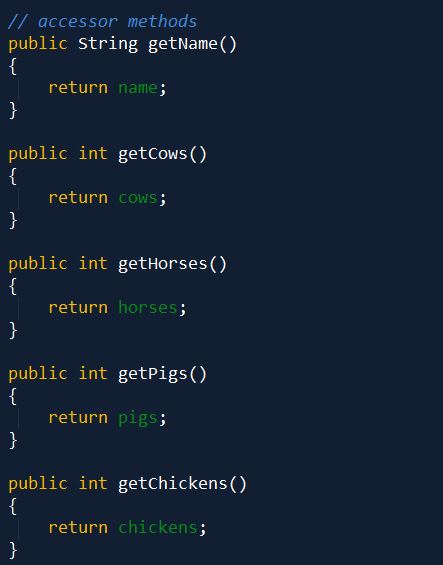 // accessor methods
public String getName()
{
    return name;
}

public int getCows()
{
    return cows;
}

public int getHorses()
{
    return horses;
}

public int getPigs()
{
    return pigs;
}

public int getChickens()
{
    return chickens;
}